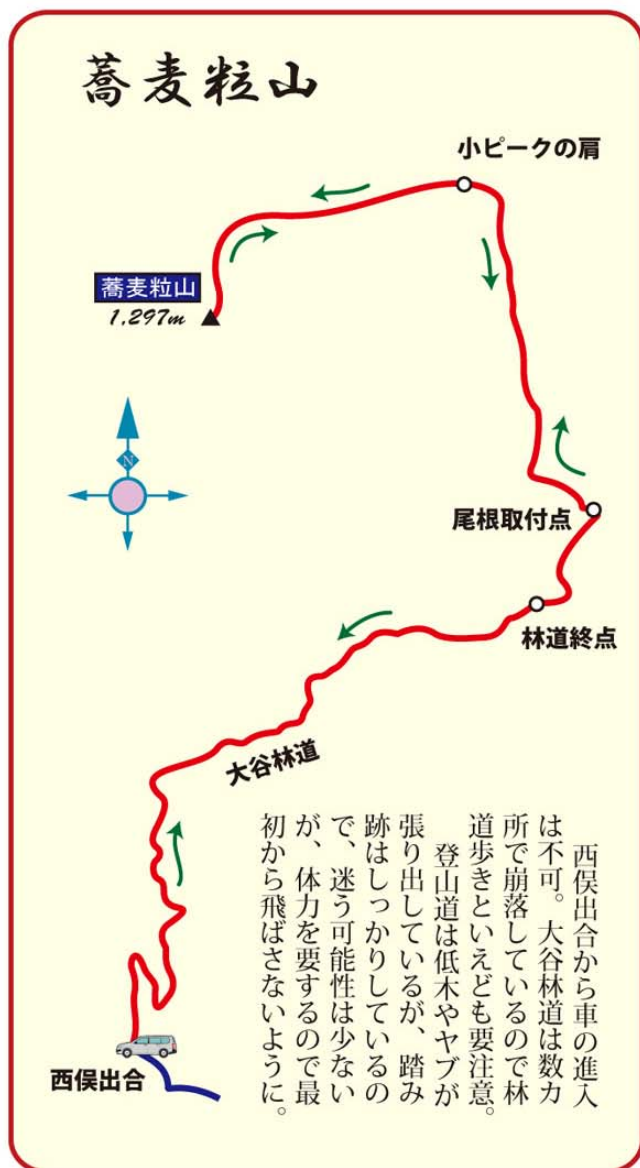 蕎麦粒山
小ピークの肩
蕎麦粒山
1,297m
N
尾根取付点
林道終点
大谷林道
西俣出合から車の進入
は不可。大谷林道は数カ
所で崩落しているので林
道歩きといえども要注意。
登山道は低木やヤブが
張り出しているが、踏み
跡はしっかりしているの
で、迷う可能性は少ない
が、体力を要するので最
初から飛ばさないように。
西俣出合